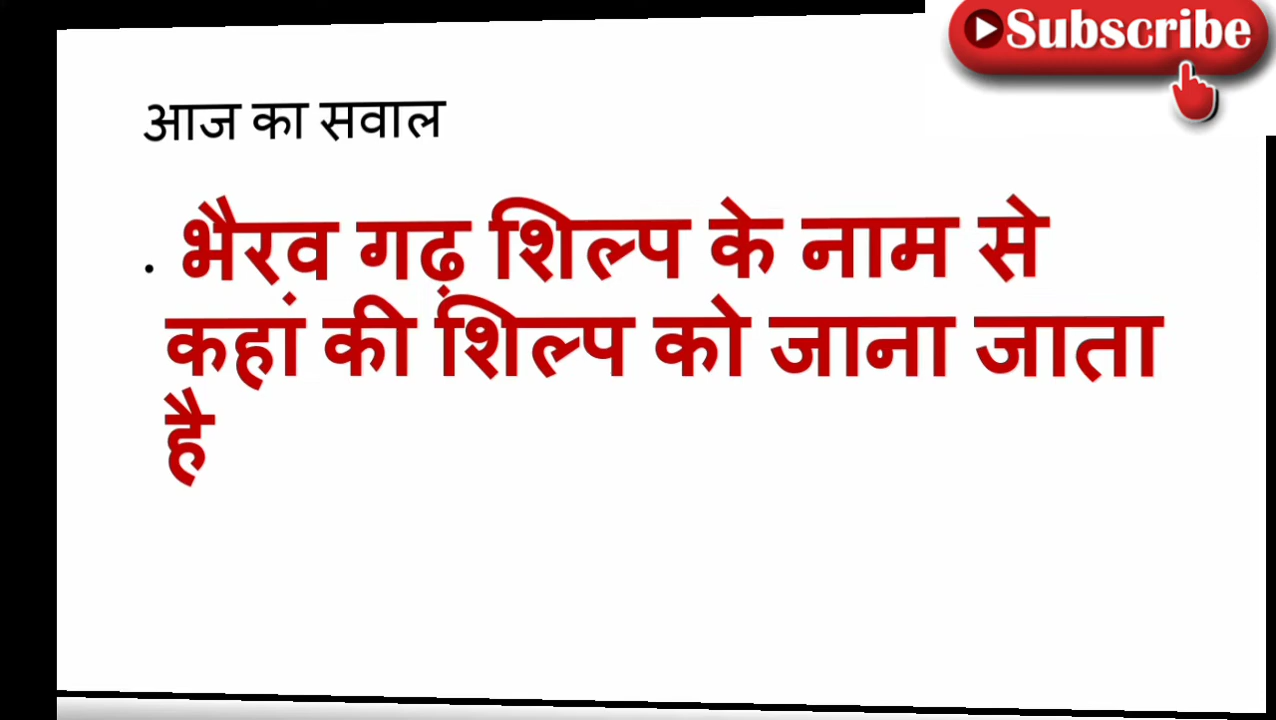 Subscribe
आज का सवाल
. भैरव गढ़ शिल्प के नाम से
कहां की शिल्प को जाना जाता
है